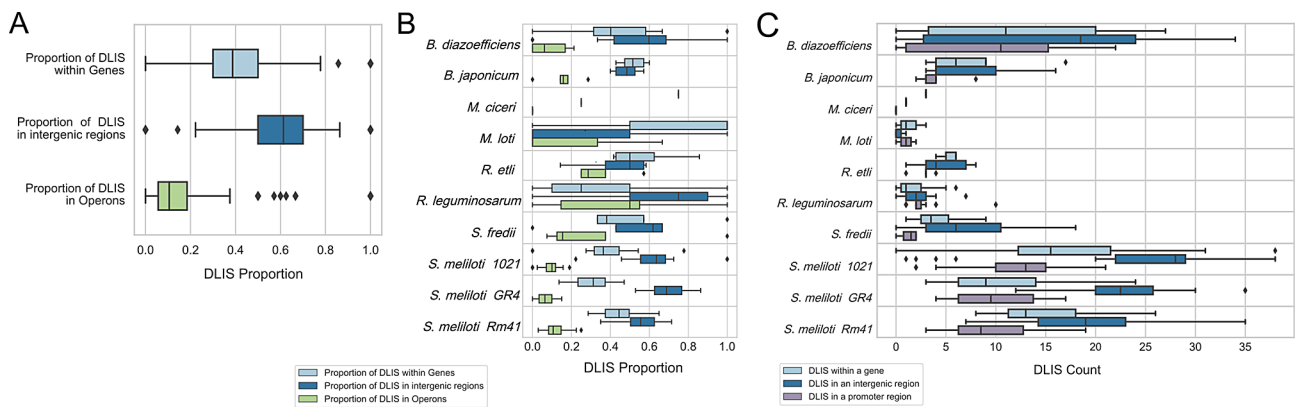 A
Proportion of DLIS
within Genes
Proportion of DLIS
in intergenic regions
Proportion of DLIS
in Operons
0.0 0.2 0.4 0.6 0.8 1.0
DLIS Proportion
B
B. diazoefficiens
B. japonicum
M. ciceri
M. loti
R. etli
R. leguminosarum
S. fredii
S. meliloti 1021
S. meliloti GR4
S. meliloti Rm41
0.0 0.2 0.4 0.6 0.8 1.0
DLIS Proportion
Proportion of DLIS within Genes
Proportion of DLIS in intergenic regions
Proportion of DLIS in Operons
C
B. diazoefficiens
B. japonicum
M. ciceri
M. loti
R. etli
R. leguminosarum
S. fredii
S. meliloti 1021
S. meliloti GR4
S. meliloti Rm41
0 5 10 15 20 25 30 35
DLIS Count
DLIS within a gene
DLIS in an intergenic region
DLIS in a promoter region